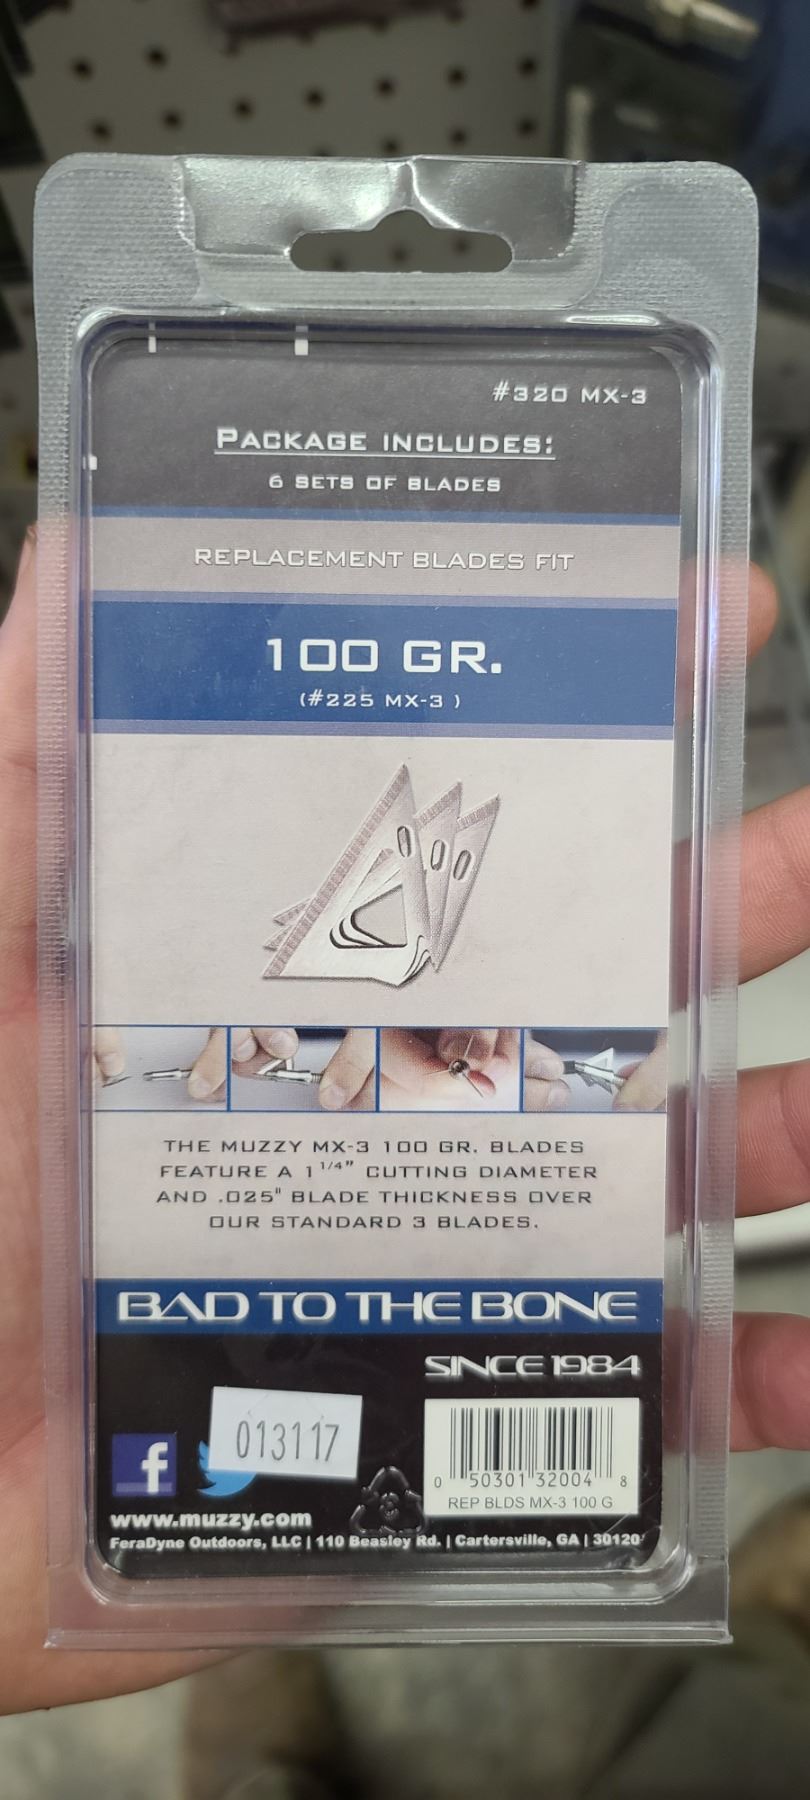 #320 MX-3
PACKAGE INCLUDES:
6 SETS OF BLADES
REPLACEMENT BLADES FIT
100 GR.
(#225 MX-3 )
THE MUZZY MX-3 100 GR. BLADES
FEATURE A 1 1/4" CUTTING DIAMETER
AND .025" BLADE THICKNESS OVER
OUR STANDARD 3 BLADES.
BAD TO THE BONE
SINCE 1984
013117
f
0 50301 32004 8
REP BLDS MX-3 100 G
www.muzzy.com
FeraDyne Outdoors, LLC | 110 Beasley Rd. | Cartersville, GA | 30120